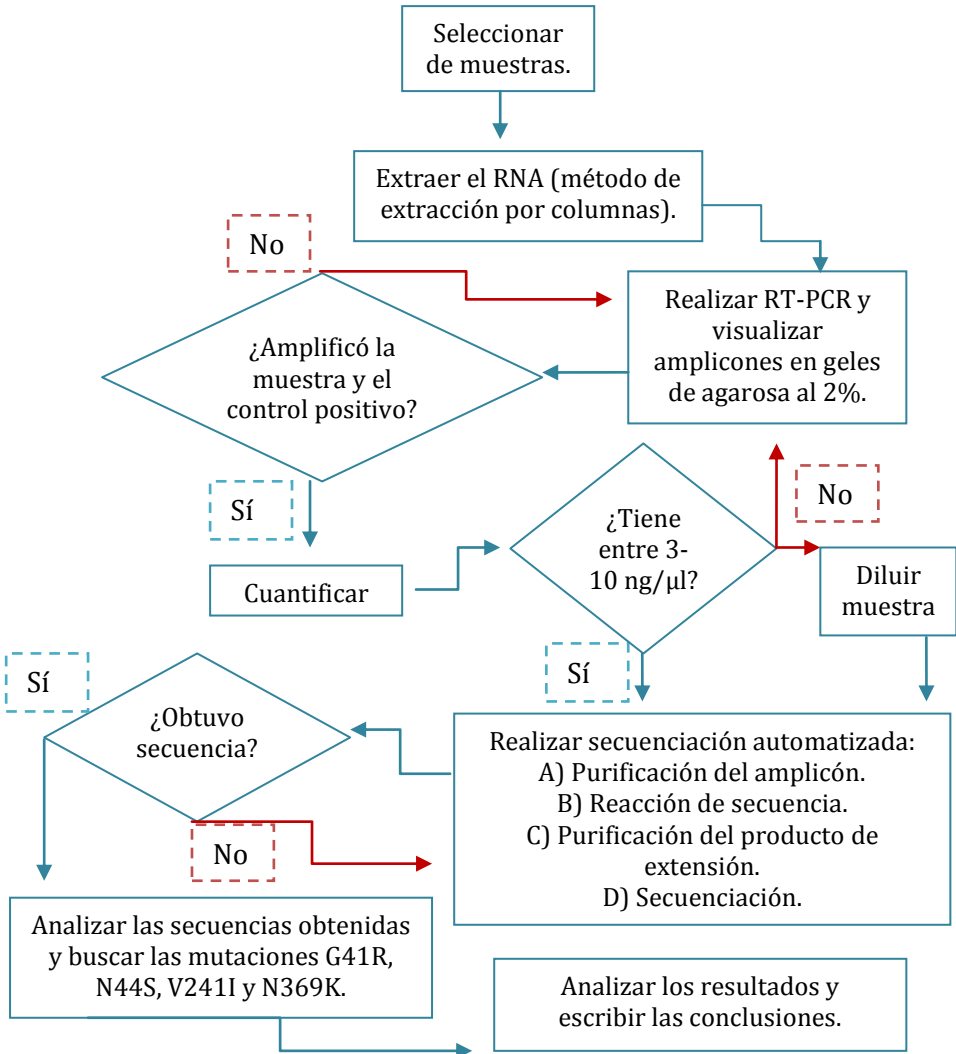 Seleccionar
de muestras.
Extraer el RNA (método de
extracción por columnas).
No
Realizar RT-PCR y
visualizar
amplicones en geles
de agarosa al 2%.
¿Amplificó la
muestra y el
control positivo?
Sí
Cuantificar
¿Tiene
entre 3-
10 ng/µl?
No
Diluir
muestra
Sí
Realizar secuenciación automatizada:
A) Purificación del amplicón.
B) Reacción de secuencia.
C) Purificación del producto de
extensión.
D) Secuenciación.
¿Obtuvo
secuencia?
Sí
No
Analizar las secuencias obtenidas
y buscar las mutaciones G41R,
N44S, V241I y N369K.
Analizar los resultados y
escribir las conclusiones.